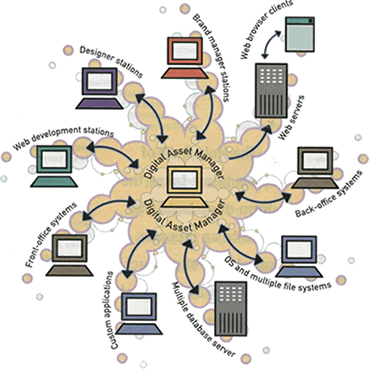 Web browser clients
Brand manager stations
Designer stations
Web servers
Web development stations
Digital Asset Manager
Digital Asset Manager
Back-office systems
Front-office systems
OS and multiple file systems
Custom applications
Multiple database server